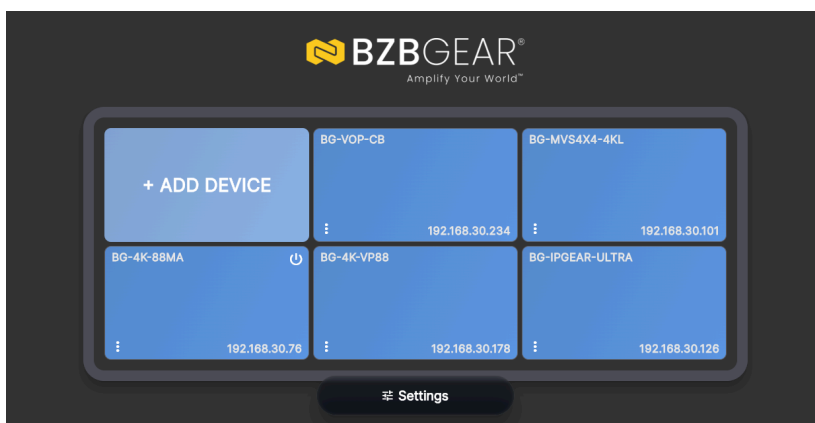 BZBGEAR®
Amplify Your World™
+ ADD DEVICE
BG-VOP-CB
192.168.30.234
BG-MVS4X4-4KL
192.168.30.101
BG-4K-88MA
192.168.30.76
BG-4K-VP88
192.168.30.178
BG-IPGEAR-ULTRA
192.168.30.126
Settings